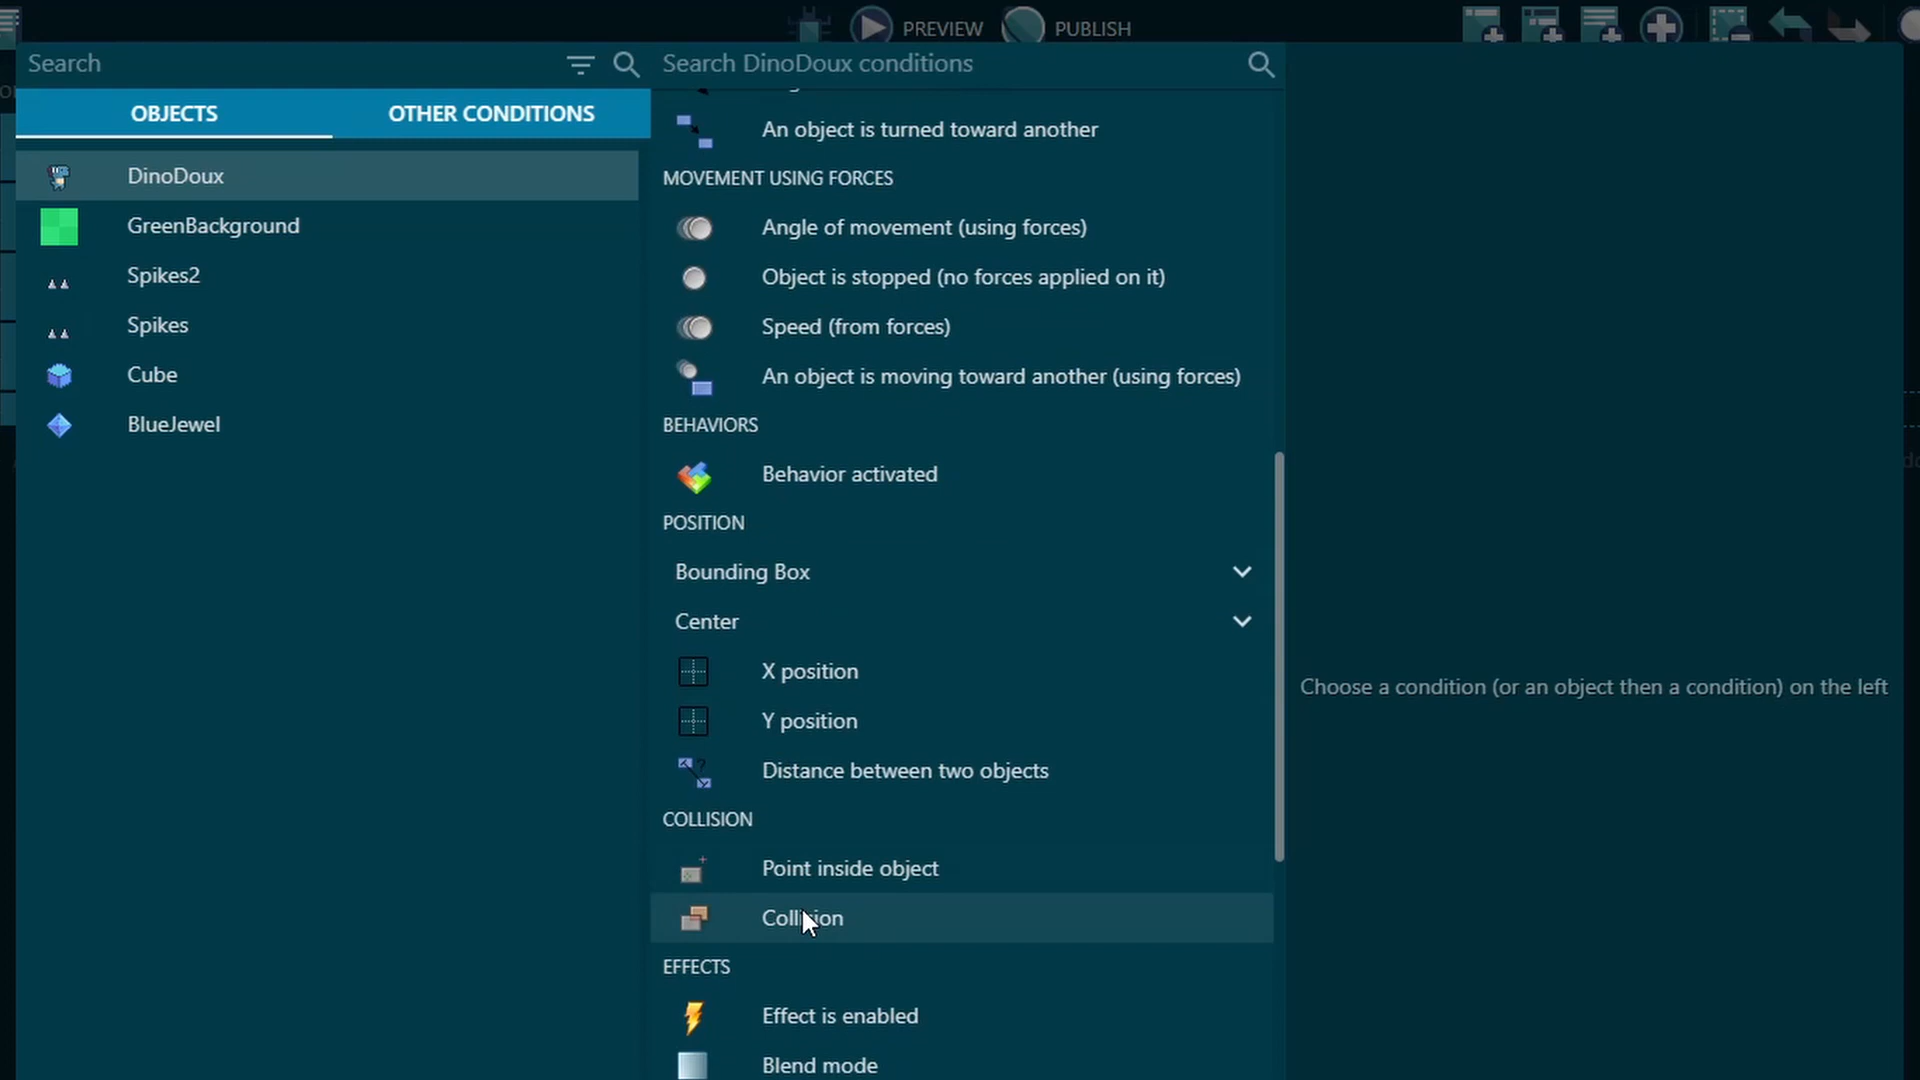 PREVIEW
PUBLISH
Search
Search DinoDoux conditions
OBJECTS
OTHER CONDITIONS
DinoDoux
GreenBackground
Spikes2
Spikes
Cube
BlueJewel
An object is turned toward another
MOVEMENT USING FORCES
Angle of movement (using forces)
Object is stopped (no forces applied on it)
Speed (from forces)
An object is moving toward another (using forces)
BEHAVIORS
Behavior activated
POSITION
Bounding Box
Center
X position
Y position
Distance between two objects
COLLISION
Point inside object
Collision
EFFECTS
Effect is enabled
Blend mode
Choose a condition (or an object then a condition) on the left